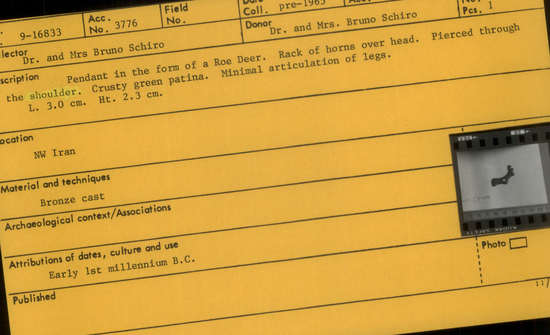 9-16833 Acc. No. 3776 Field No. Coll. pre-1965 No. Pcs. 1
Dr. and Mrs Bruno Schiro Donor Dr. and Mrs. Bruno Schiro
Pendant in the form of a Roe Deer. Rack of horns over head. Pierced through
the shoulder. Crusty green patina. Minimal articulation of legs.
L. 3.0 cm. Ht. 2.3 cm.
NW Iran
Material and techniques
Bronze cast
Archaeological context/Associations
Attributions of dates, culture and use
Photo
Early 1st millennium B.C.
Published